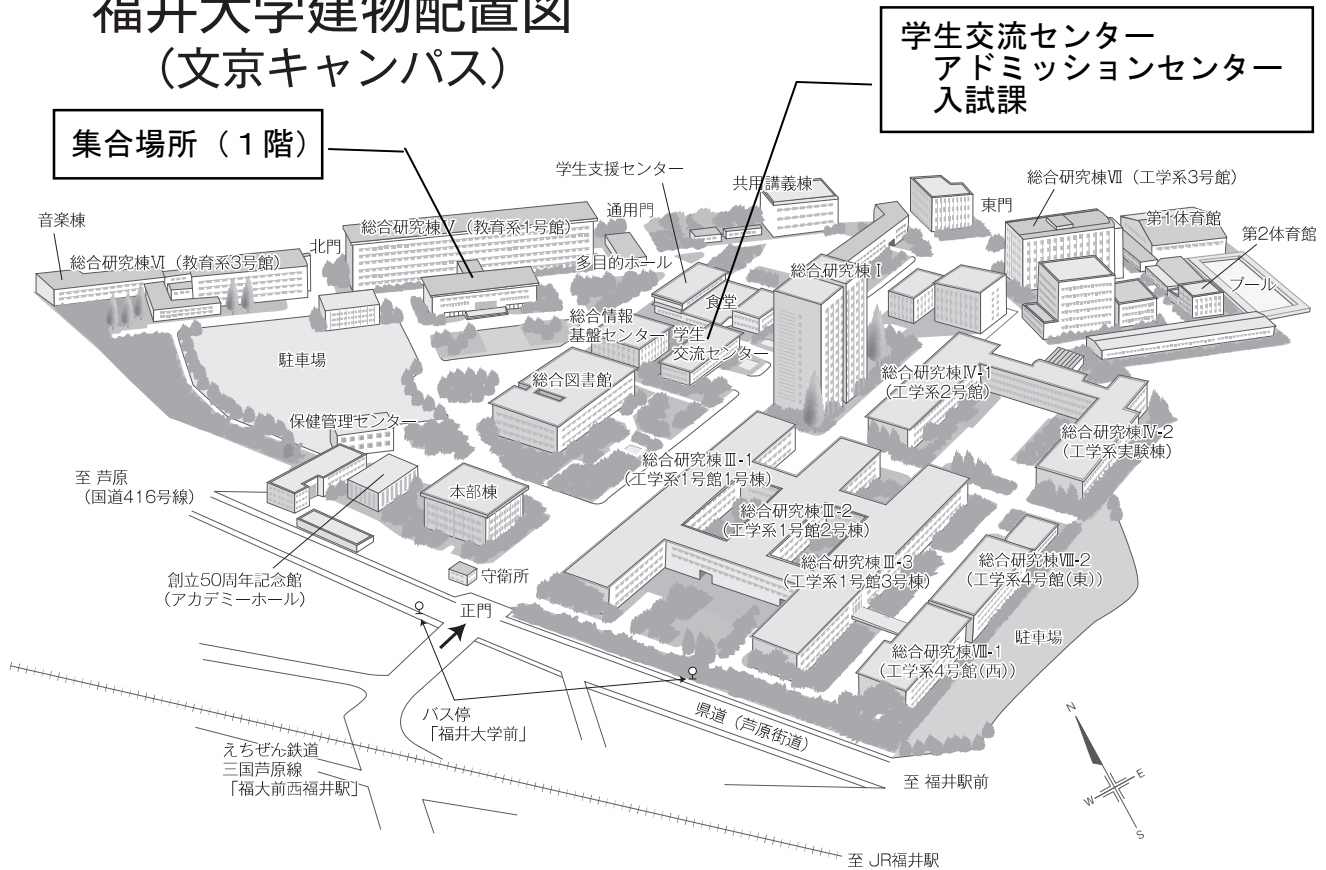 福井大学建物配置図
（文京キャンパス）
学生交流センター
アドミッションセンター
入試課
集合場所（１階）
学生支援センター
共用講義棟
総合研究棟Ⅶ（工学系3号館）
音楽棟
通用門
東門
第1体育館
総合研究棟Ⅴ（教育系1号館）
第2体育館
北門
総合研究棟Ⅵ（教育系3号館）
多目的ホール
総合研究棟Ⅰ
プール
食堂
総合情報
基盤センター
学生
交流センター
駐車場
総合図書館
総合研究棟Ⅳ-1
（工学系2号館）
保健管理センター
総合研究棟Ⅳ-2
（工学系実験棟）
総合研究棟Ⅲ-1
（工学系1号館1号棟）
至 芦原
（国道416号線）
本部棟
総合研究棟Ⅲ-2
（工学系1号館2号棟）
総合研究棟Ⅲ-3
（工学系1号館3号棟）
総合研究棟Ⅷ-2
（工学系4号館(東)）
創立50周年記念館
（アカデミーホール）
守衛所
正門
駐車場
総合研究棟Ⅷ-1
（工学系4号館(西)）
バス停
「福井大学前」
県道（芦原街道）
えちぜん鉄道
三国芦原線
「福大前西福井駅」
至 福井駅前
N
E
W
S
至 JR福井駅